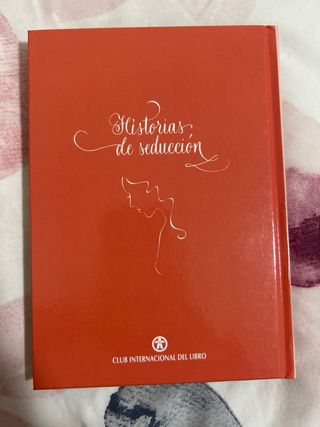 Historias
de seducción
CLUB INTERNACIONAL DEL LIBRO